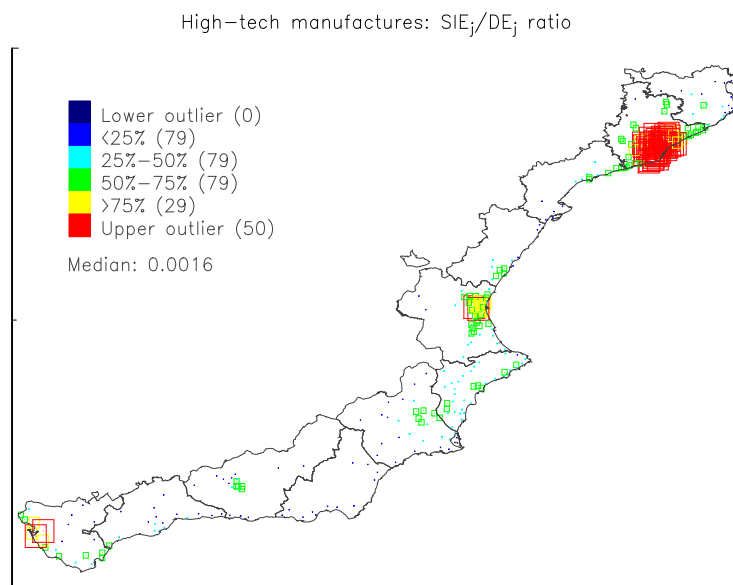 High-tech manufactures: SIEj/DEj ratio
Lower outlier (0)
<25% (79)
25%-50% (79)
50%-75% (79)
>75% (29)
Upper outlier (50)
Median: 0.0016